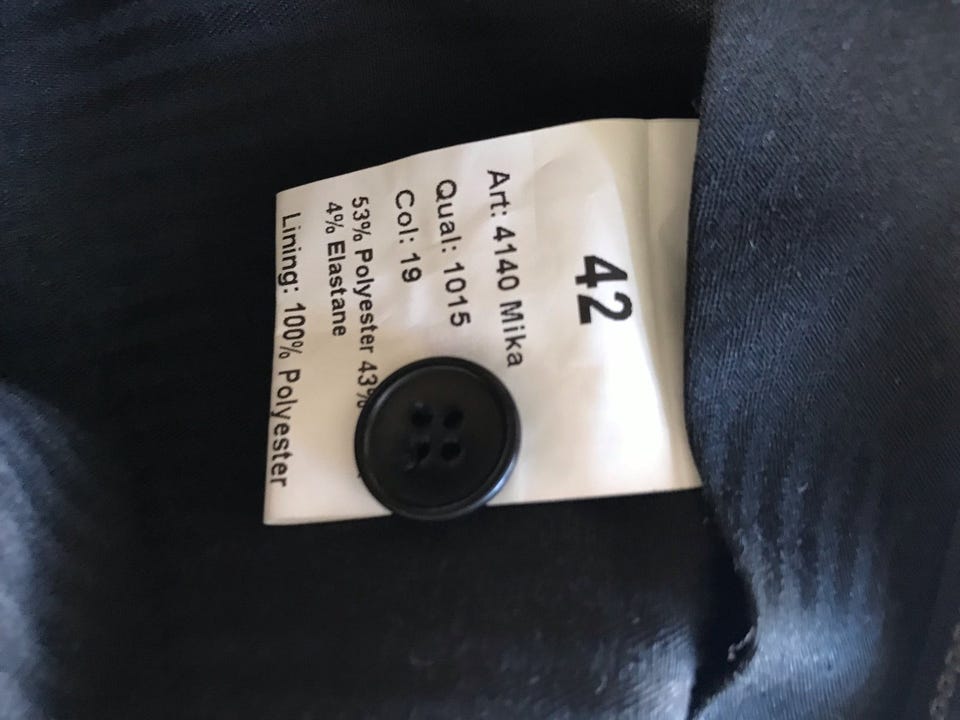 42
Art: 4140 Mika
Qual: 1015
Col: 19
53% Polyester 43%
4% Elastane
Lining: 100% Polyester